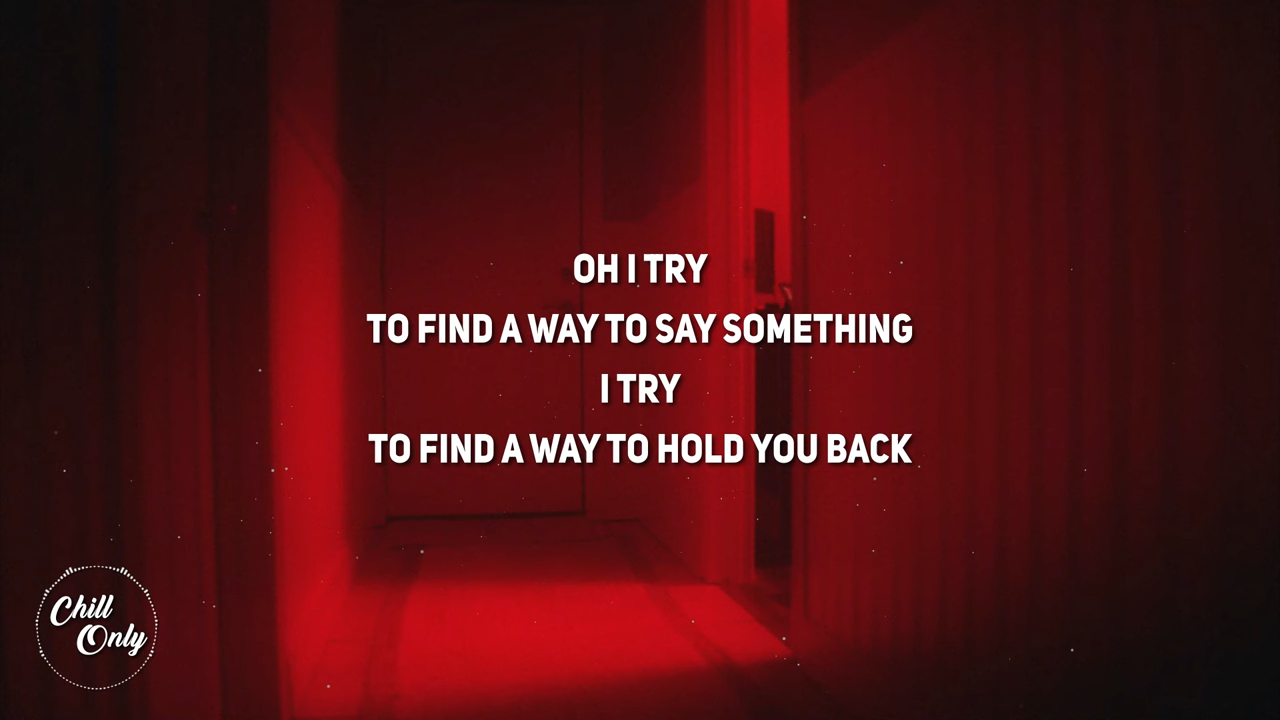 OH I TRY
TO FIND A WAY TO SAY SOMETHING
I TRY
TO FIND A WAY TO HOLD YOU BACK
Chill
Only